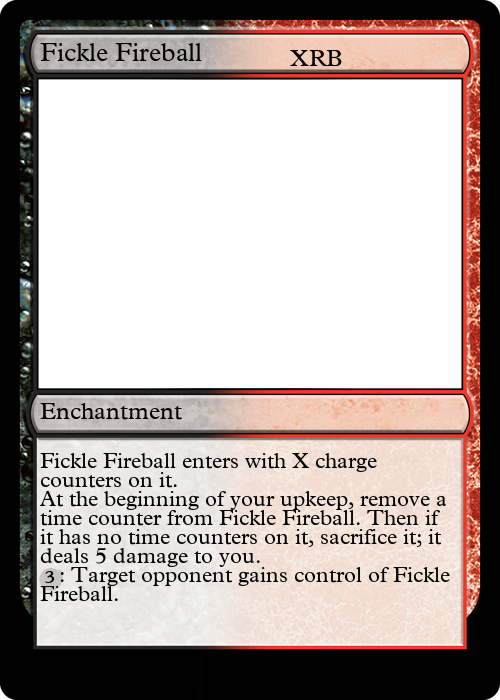 Fickle Fireball XRB
Enchantment
Fickle Fireball enters with X charge
counters on it.
At the beginning of your upkeep, remove a
time counter from Fickle Fireball. Then if
it has no time counters on it, sacrifice it; it
deals 5 damage to you.
3: Target opponent gains control of Fickle
Fireball.